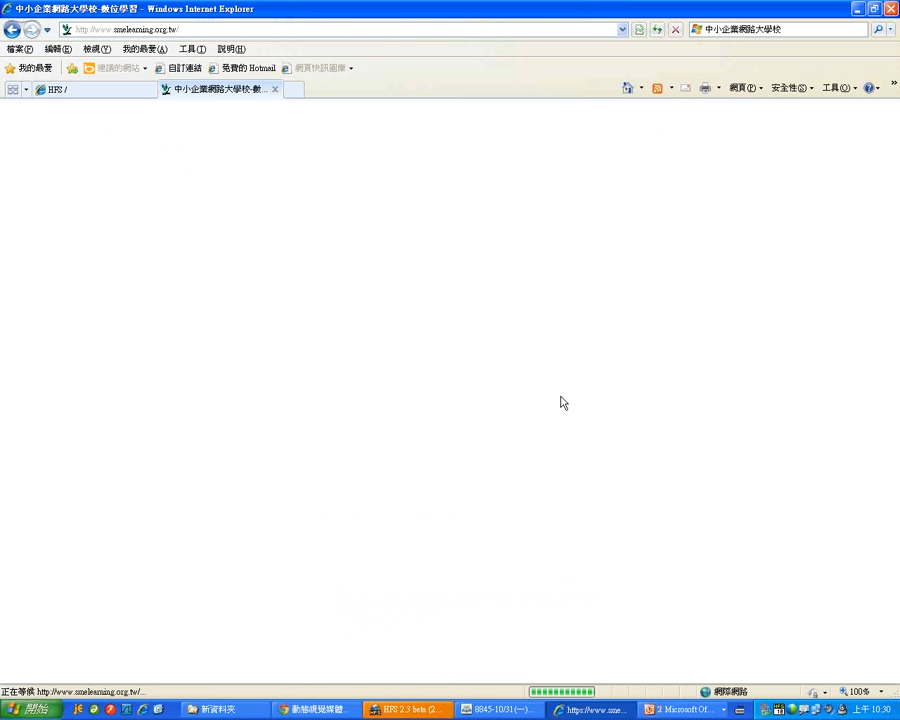 中小企業網路大學校-數位學習 - Windows Internet Explorer
http://www.smelearning.org.tw/
中小企業網路大學校
檔案(F) 編輯(E) 檢視(V) 我的最愛(A) 工具(T) 說明(H)
我的最愛 建議的網站 自訂連結 免費的 Hotmail 網頁快訊圖庫
HFS / 中小企業網路大學校-數... X 網頁(P) 安全性(S) 工具(O) »
正在等候 http://www.smelearning.org.tw/... 網際網路 100%
開始 新資料夾 動態視覺媒體... HFS 2.3 beta (2... 8845-10/31(一)... https://www.sme... 2 Microsoft Of... 上午 10:30